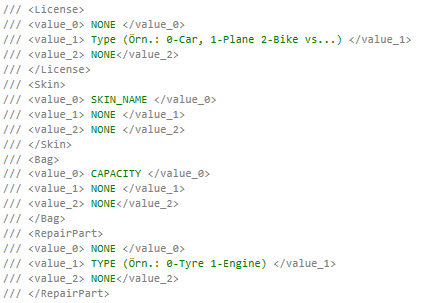 /// <License>
/// <value_0> NONE </value_0>
/// <value_1> Type (Örn.: 0-Car, 1-Plane 2-Bike vs...) </value_1>
/// <value_2> NONE</value_2>
/// </License>
/// <Skin>
/// <value_0> SKIN_NAME </value_0>
/// <value_1> NONE </value_1>
/// <value_2> NONE </value_2>
/// </Skin>
/// <Bag>
/// <value_0> CAPACITY </value_0>
/// <value_1> NONE </value_1>
/// <value_2> NONE</value_2>
/// </Bag>
/// <RepairPart>
/// <value_0> NONE </value_0>
/// <value_1> TYPE (Örn.: 0-Tyre 1-Engine) </value_1>
/// <value_2> NONE</value_2>
/// </RepairPart>